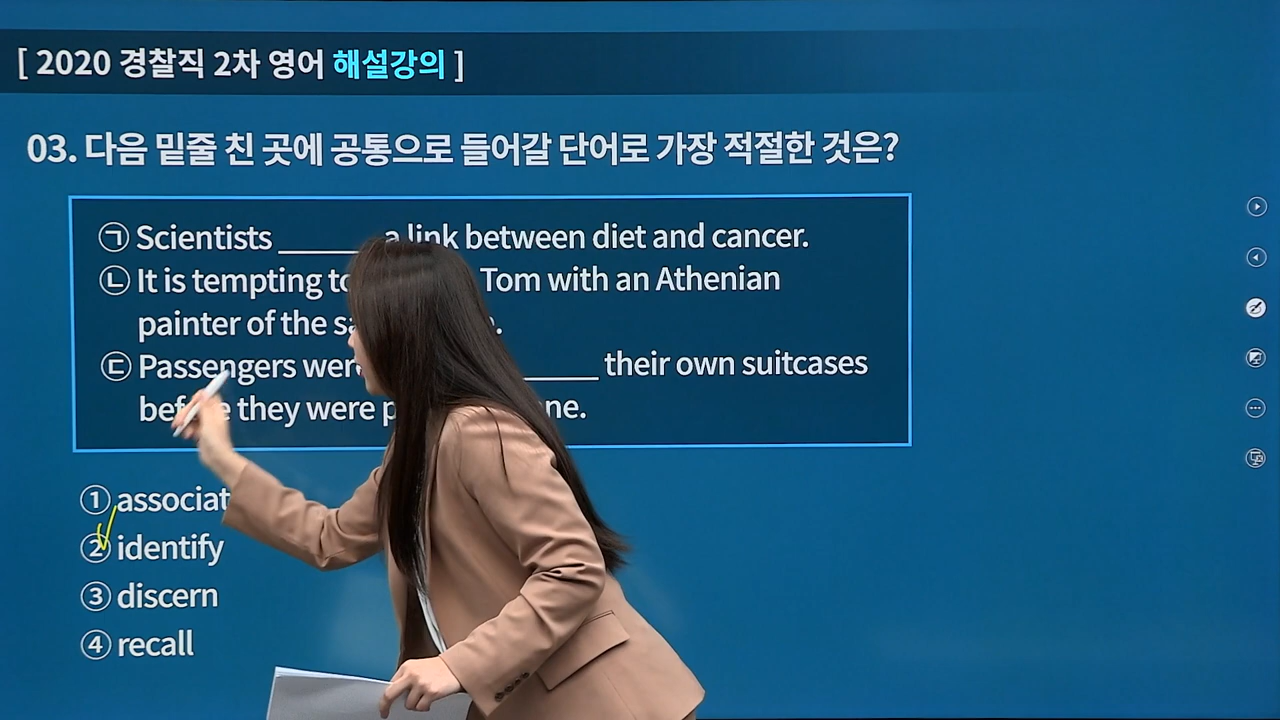 [ 2020 경찰직 2차 영어 해설강의 ]
03. 다음 밑줄 친 곳에 공통으로 들어갈 단어로 가장 적절한 것은?
㉠ Scientists ______ a link between diet and cancer.
㉡ It is tempting to Tom with an Athenian
painter of the
㉢ Passengers were ______ their own suitcases
before they were
① associat
② identify
③ discern
④ recall